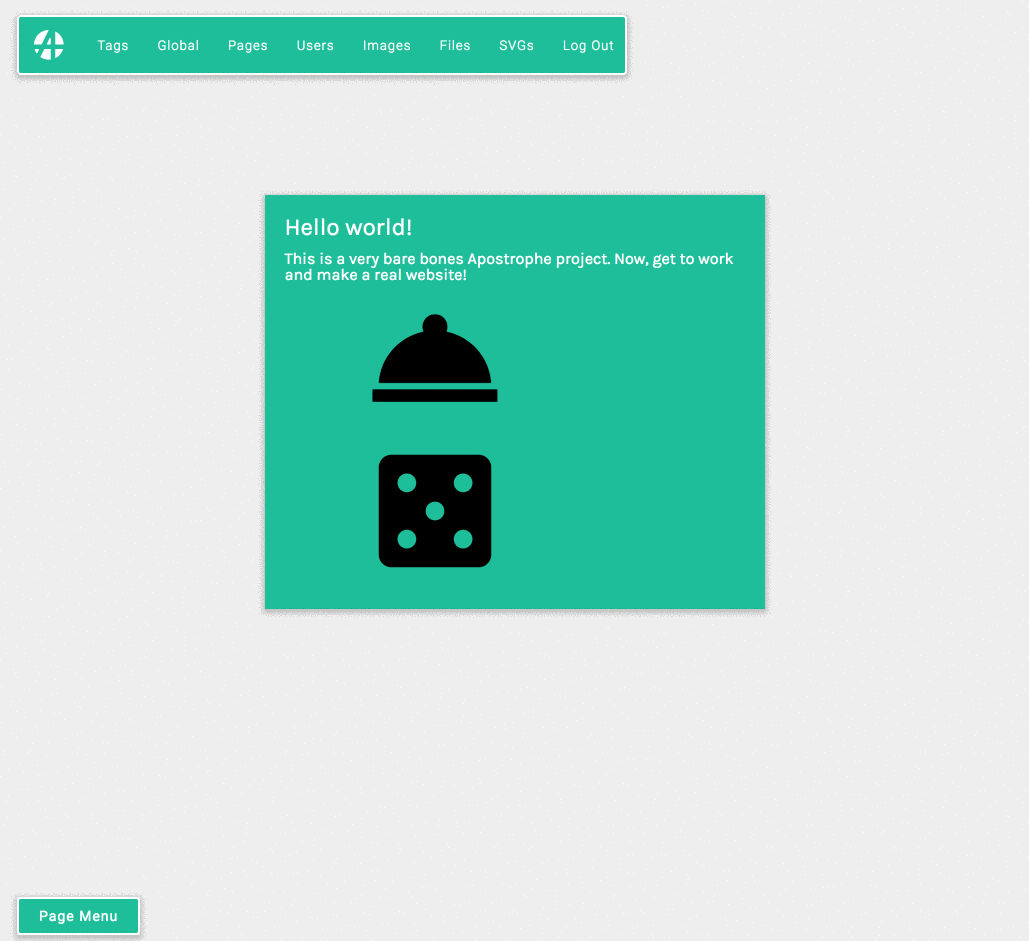 Tags Global Pages Users Images Files SVGs Log Out
Hello world!
This is a very bare bones Apostrophe project. Now, get to work
and make a real website!
Page Menu